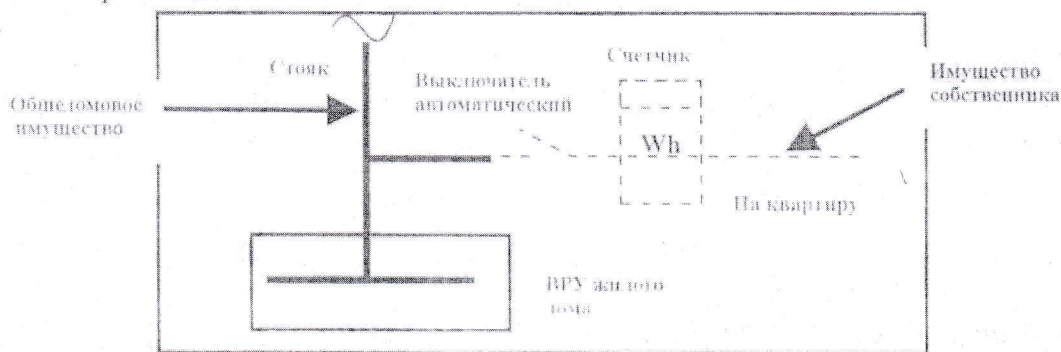 Стояк
Счетчик
Выключатель
автоматический
Имущество
собственника
Общедомовое
имущество
Wh
На квартиру
ВРУ жилого
дома